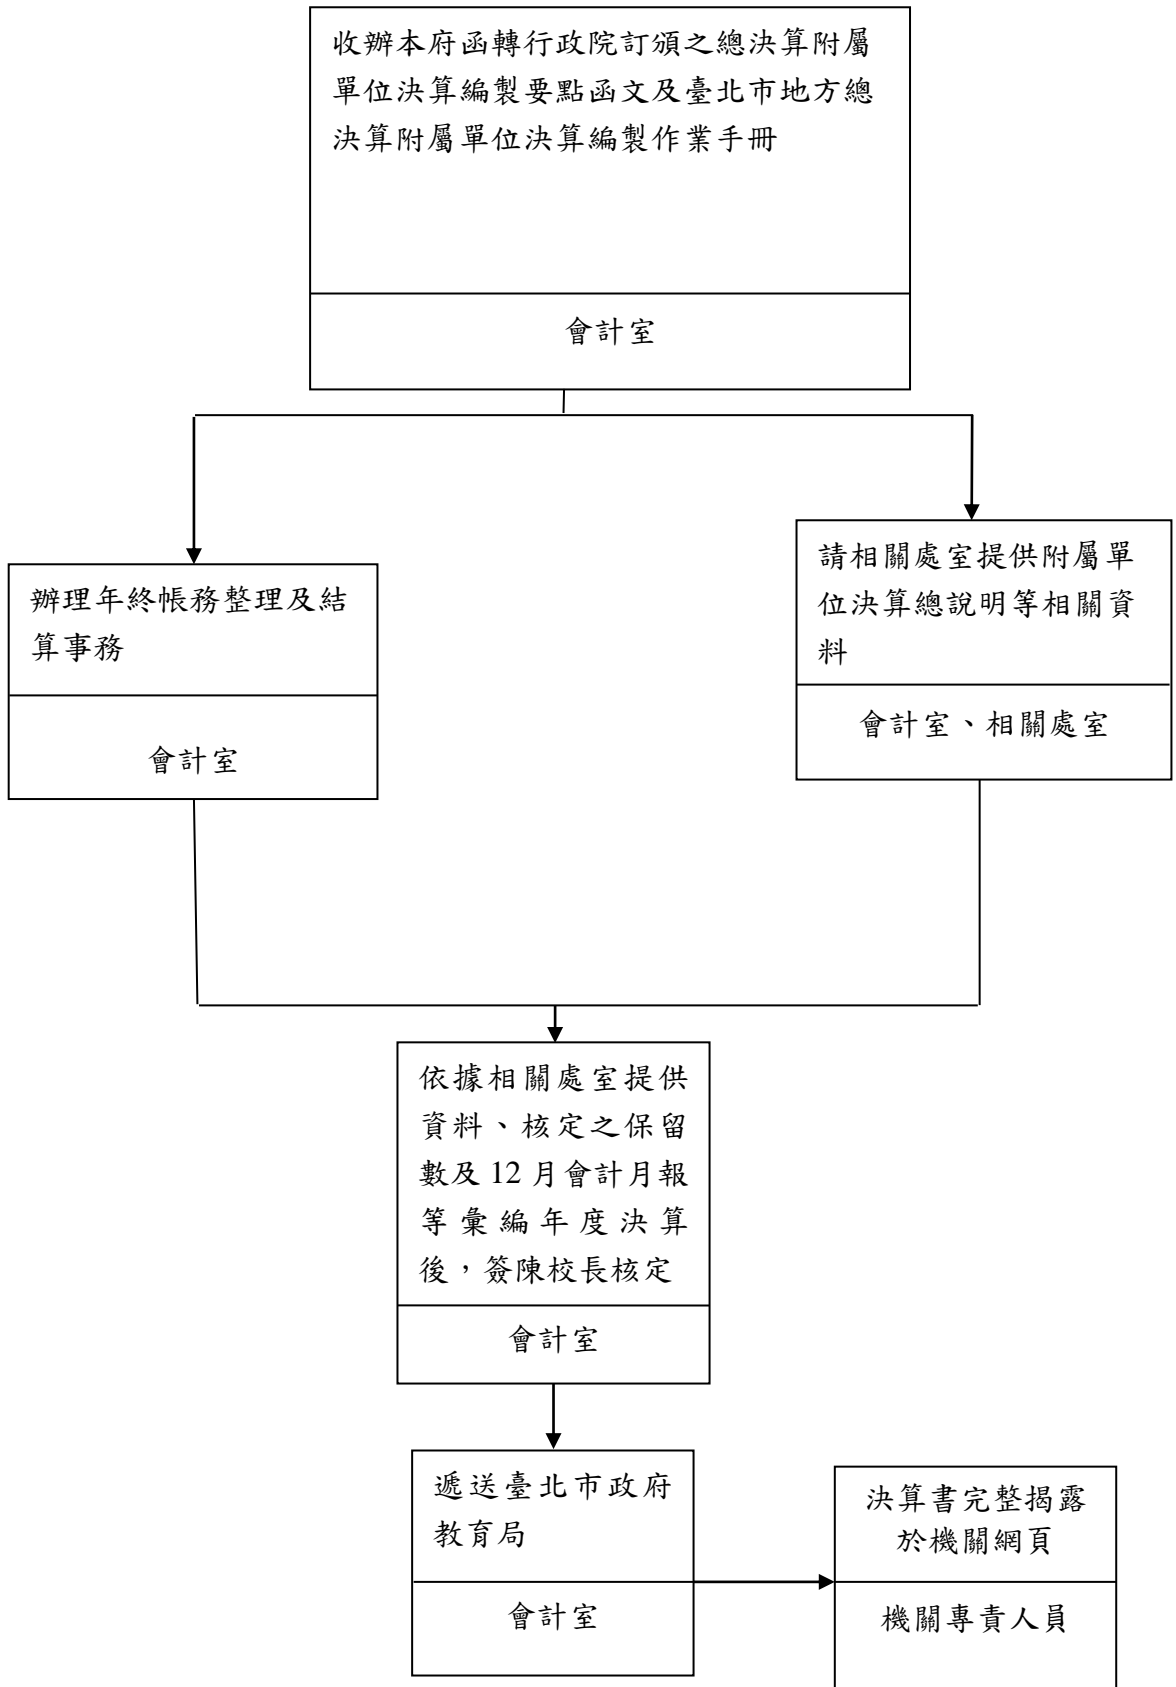 收辦本府函轉行政院訂頒之總決算附屬
單位決算編製要點函文及臺北市地方總
決算附屬單位決算編製作業手冊
會計室
辦理年終帳務整理及結
算事務
會計室
請相關處室提供附屬單
位決算總說明等相關資
料
會計室、相關處室
依據相關處室提供
資料、核定之保留
數及 12 月會計月報
等彙編年度決算
後，簽陳校長核定
會計室
遞送臺北市政府
教育局
會計室
決算書完整揭露
於機關網頁
機關專責人員